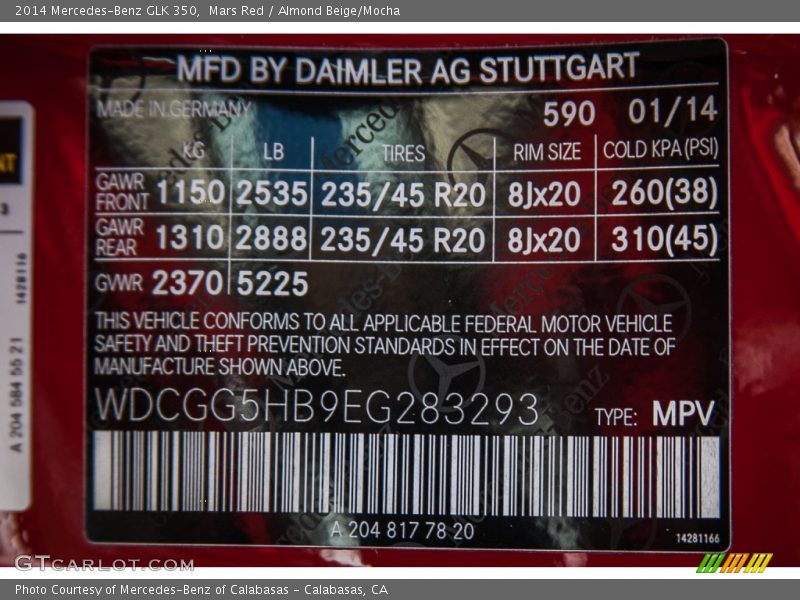 2014 Mercedes-Benz GLK 350,  Mars Red / Almond Beige/Mocha
MFD BY DAIMLER AG STUTTGART
MADE IN GERMANY 590 01/14
KG LB TIRES RIM SIZE COLD KPA (PSI)
GAWR FRONT 1150 2535 235/45 R20 8Jx20 260(38)
GAWR REAR 1310 2888 235/45 R20 8Jx20 310(45)
GVWR 2370 5225
THIS VEHICLE CONFORMS TO ALL APPLICABLE FEDERAL MOTOR VEHICLE
SAFETY AND THEFT PREVENTION STANDARDS IN EFFECT ON THE DATE OF
MANUFACTURE SHOWN ABOVE.
WDCGG5HB9EG283293 TYPE: MPV
A 204 817 78 20
14281166
A 204 584 55 21
1428116
GTCARLOT.COM
Photo Courtesy of Mercedes-Benz of Calabasas - Calabasas, CA